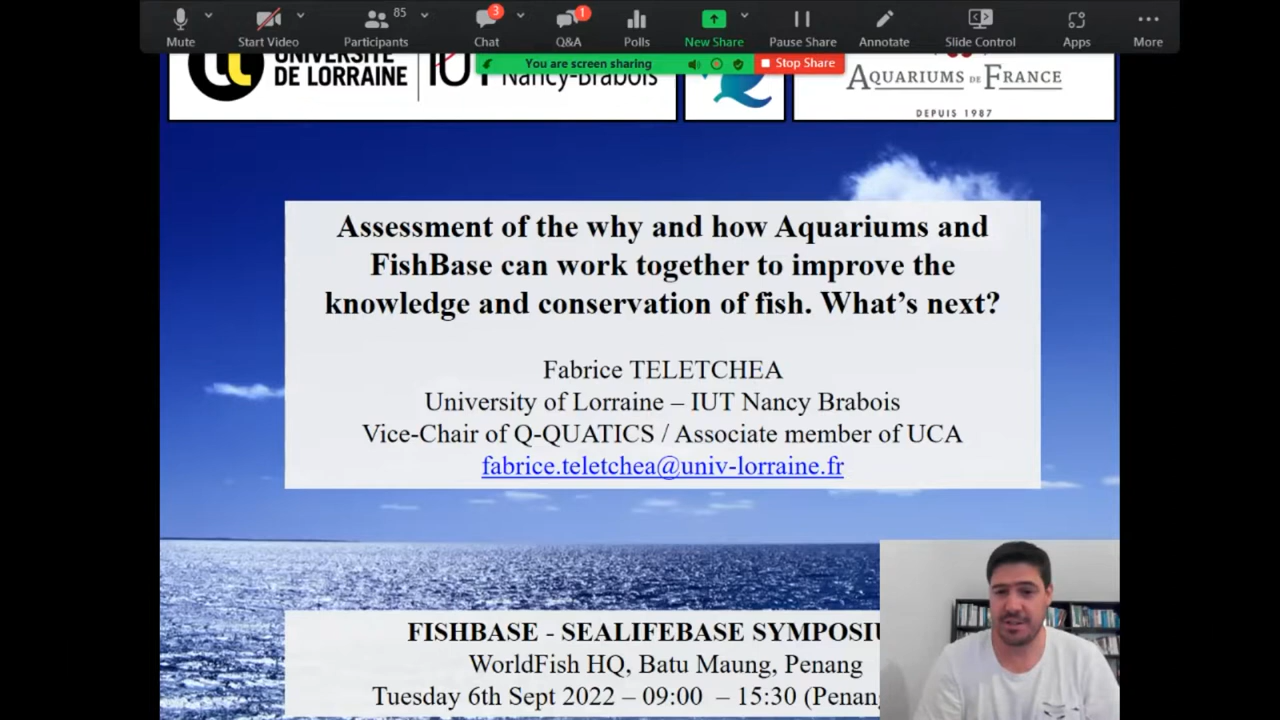 85
3
1
Mute
Start Video
Participants
Chat
Q&A
Polls
New Share
Pause Share
Annotate
Slide Control
Apps
More
You are screen sharing
Stop Share
UNIVERSITÉ
DE LORRAINE
IUT
Nancy-Brabois
AQUARIUMS DE FRANCE
DEPUIS 1987
Assessment of the why and how Aquariums and
FishBase can work together to improve the
knowledge and conservation of fish. What's next?
Fabrice TELETCHEA
University of Lorraine – IUT Nancy Brabois
Vice-Chair of Q-QUATICS / Associate member of UCA
fabrice.teletchea@univ-lorraine.fr
FISHBASE - SEALIFEBASE SYMPOSIU
WorldFish HQ, Batu Maung, Penang
Tuesday 6th Sept 2022 – 09:00 – 15:30 (Penan